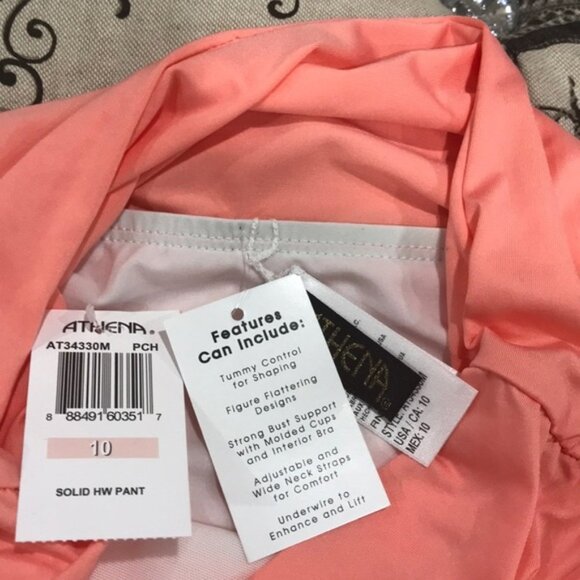 ATHENA
AT34330M PCH
8 88491 60351 7
10
SOLID HW PANT
Features
Can Include:
Tummy Control
for Shaping
Figure Flattering
Designs
Strong Bust Support
with Molded Cups
and Interior Bra
Adjustable and
Wide Neck Straps
for Comfort
Underwire to
Enhance and Lift
ATHENA
USA / CA: 10
MEX: 10